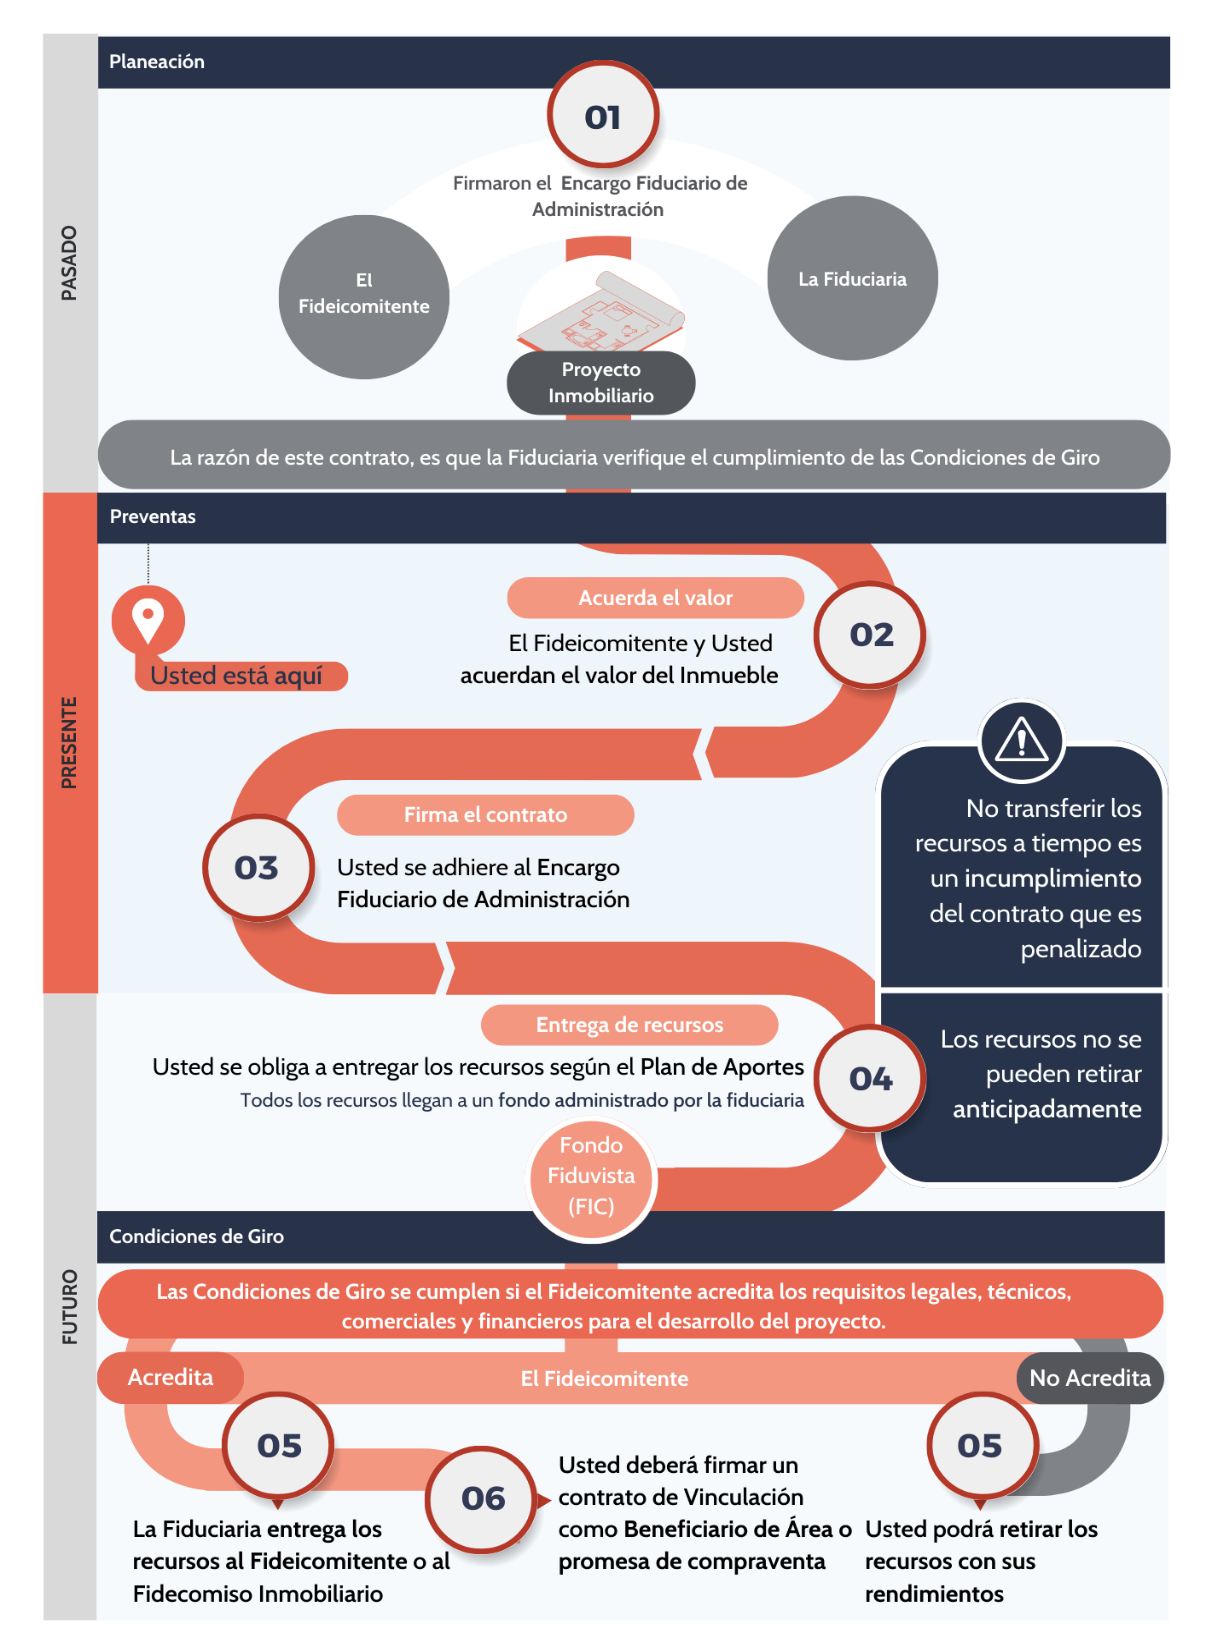 PASADO
Planeación
01
Firmaron el Encargo Fiduciario de
Administración
El
Fideicomitente
La Fiduciaria
Proyecto
Inmobiliario
La razón de este contrato, es que la Fiduciaria verifique el cumplimiento de las Condiciones de Giro
PRESENTE
Preventas
Usted está aquí
Acuerda el valor
02
El Fideicomitente y Usted
acuerdan el valor del Inmueble
Firma el contrato
03
Usted se adhiere al Encargo
Fiduciario de Administración
No transferir los
recursos a tiempo es
un incumplimiento
del contrato que es
penalizado
FUTURO
Entrega de recursos
Usted se obliga a entregar los recursos según el Plan de Aportes
Todos los recursos llegan a un fondo administrado por la fiduciaria
04
Los recursos no se
pueden retirar
anticipadamente
Fondo
Fiduvista
(FIC)
Condiciones de Giro
Las Condiciones de Giro se cumplen si el Fideicomitente acredita los requisitos legales, técnicos,
comerciales y financieros para el desarrollo del proyecto.
Acredita
El Fideicomitente
No Acredita
05
La Fiduciaria entrega los
recursos al Fideicomitente o al
Fidecomiso Inmobiliario
06
Usted deberá firmar un
contrato de Vinculación
como Beneficiario de Área o
promesa de compraventa
05
Usted podrá retirar los
recursos con sus
rendimientos